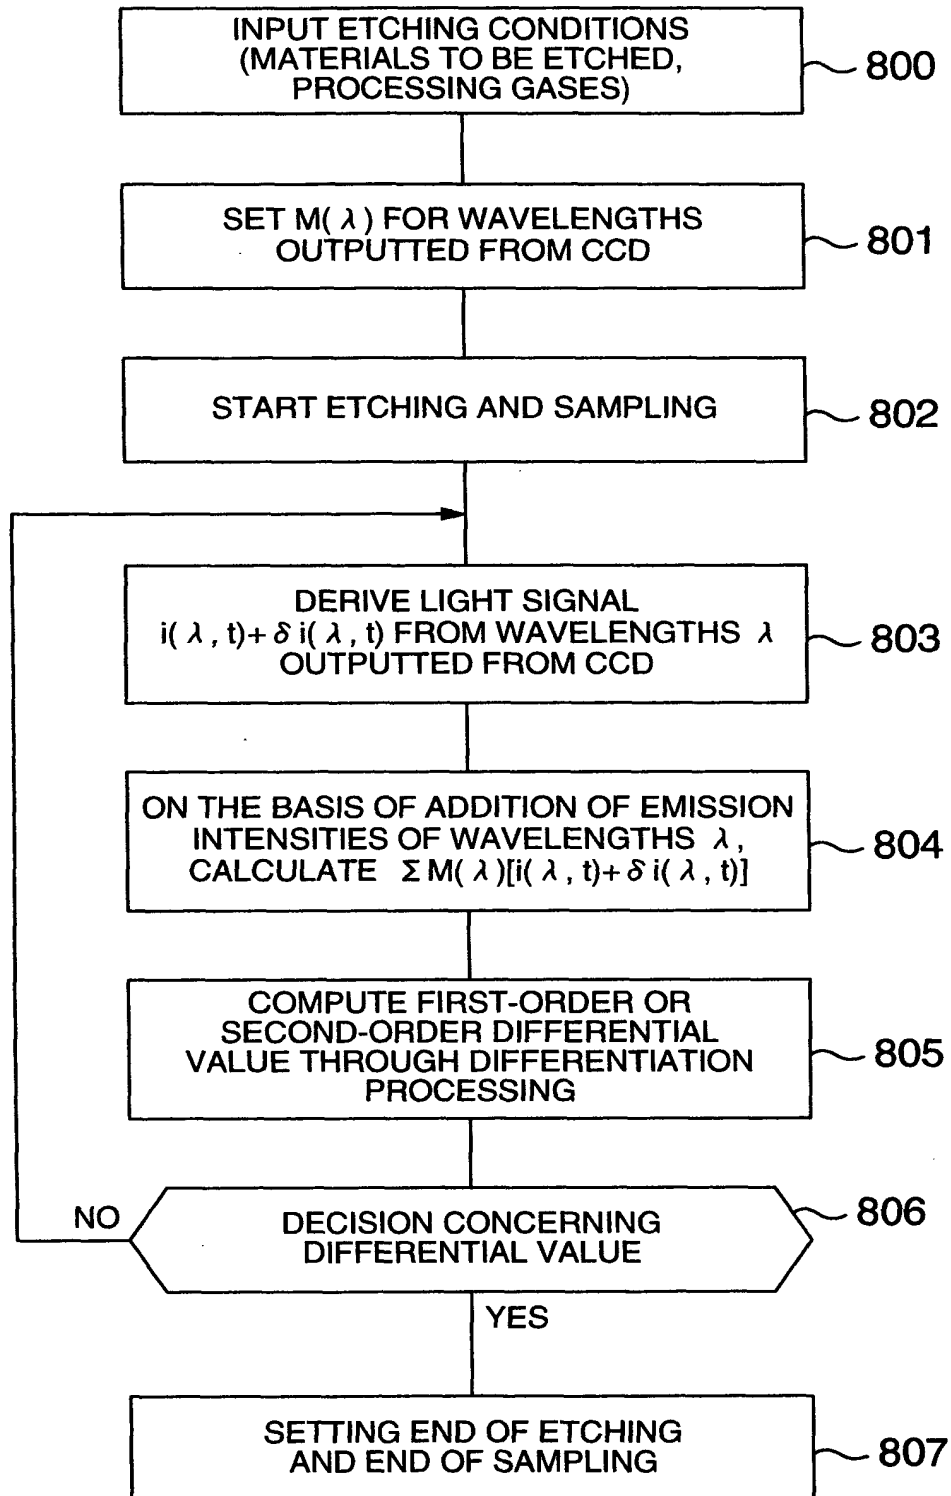 INPUT ETCHING CONDITIONS
(MATERIALS TO BE ETCHED,
PROCESSING GASES)
800
SET M( λ ) FOR WAVELENGTHS
OUTPUTTED FROM CCD
801
START ETCHING AND SAMPLING
802
DERIVE LIGHT SIGNAL
i( λ , t)+ δ i( λ , t) FROM WAVELENGTHS λ
OUTPUTTED FROM CCD
803
ON THE BASIS OF ADDITION OF EMISSION
INTENSITIES OF WAVELENGTHS λ ,
CALCULATE Σ M( λ )[i( λ , t)+ δ i( λ , t)]
804
COMPUTE FIRST-ORDER OR
SECOND-ORDER DIFFERENTIAL
VALUE THROUGH DIFFERENTIATION
PROCESSING
805
NO
DECISION CONCERNING
DIFFERENTIAL VALUE
806
YES
SETTING END OF ETCHING
AND END OF SAMPLING
807